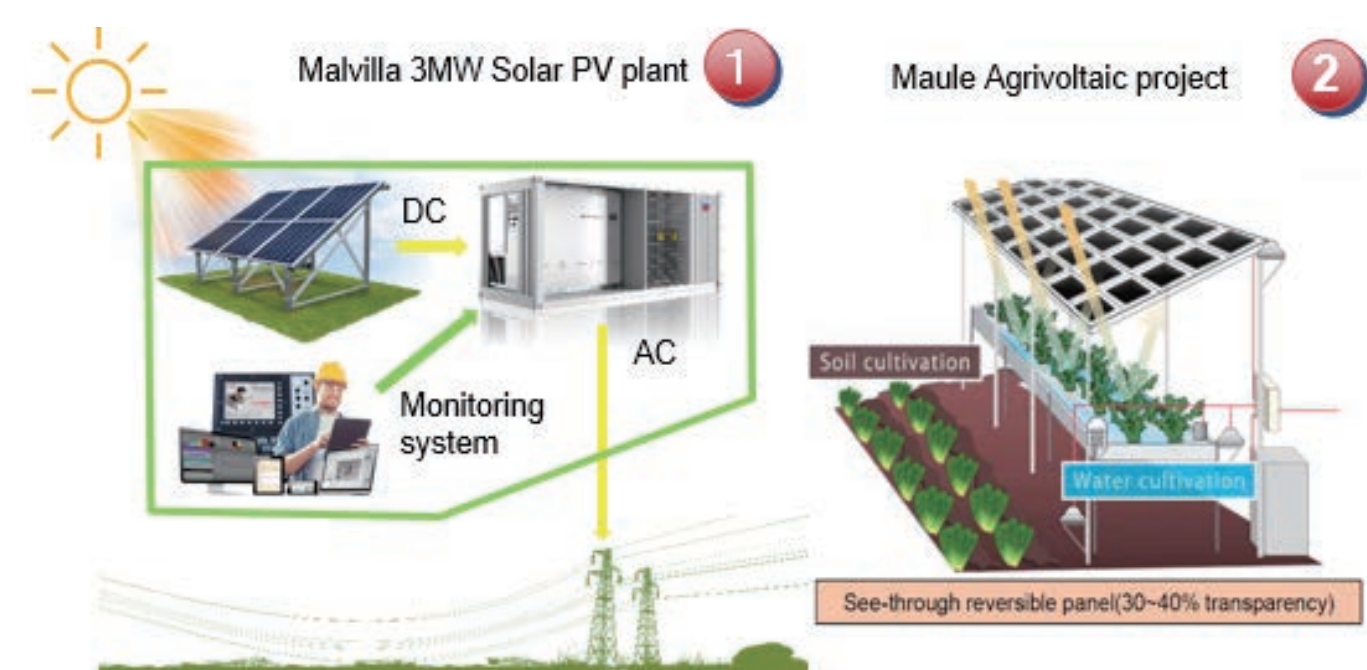 Malvilla 3MW Solar PV plant
1
Maule Agrivoltaic project
2
DC
AC
Monitoring
system
Soil cultivation
Water cultivation
See-through reversible panel(30~40% transparency)